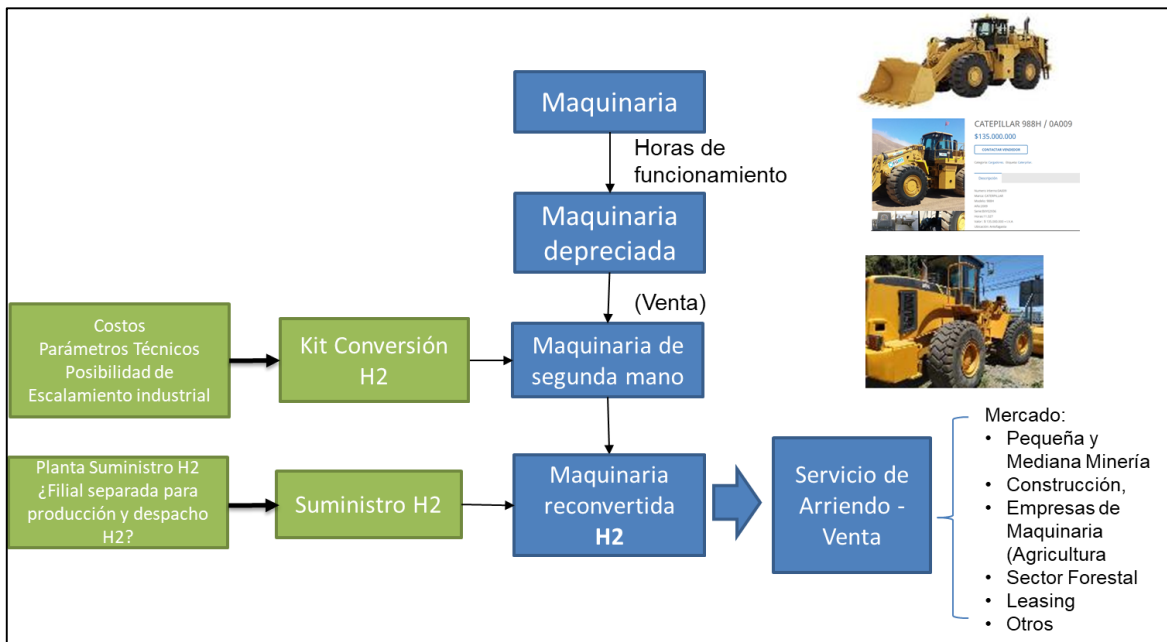 Maquinaria
Horas de
funcionamiento
Maquinaria
depreciada
(Venta)
Costos
Parámetros Técnicos
Posibilidad de
Escalamiento industrial
Kit Conversión
H2
Maquinaria de
segunda mano
Planta Suministro H2
¿Filial separada para
producción y despacho
H2?
Suministro H2
Maquinaria
reconvertida
H2
Servicio de
Arriendo -
Venta
CATEPILLAR 988H / 0A009
$135.000.000
CONTACTAR VENDEDOR
Descripción
Mercado:
• Pequeña y
Mediana Minería
• Construcción,
Empresas de
Maquinaria
(Agricultura
• Sector Forestal
• Leasing
• Otros